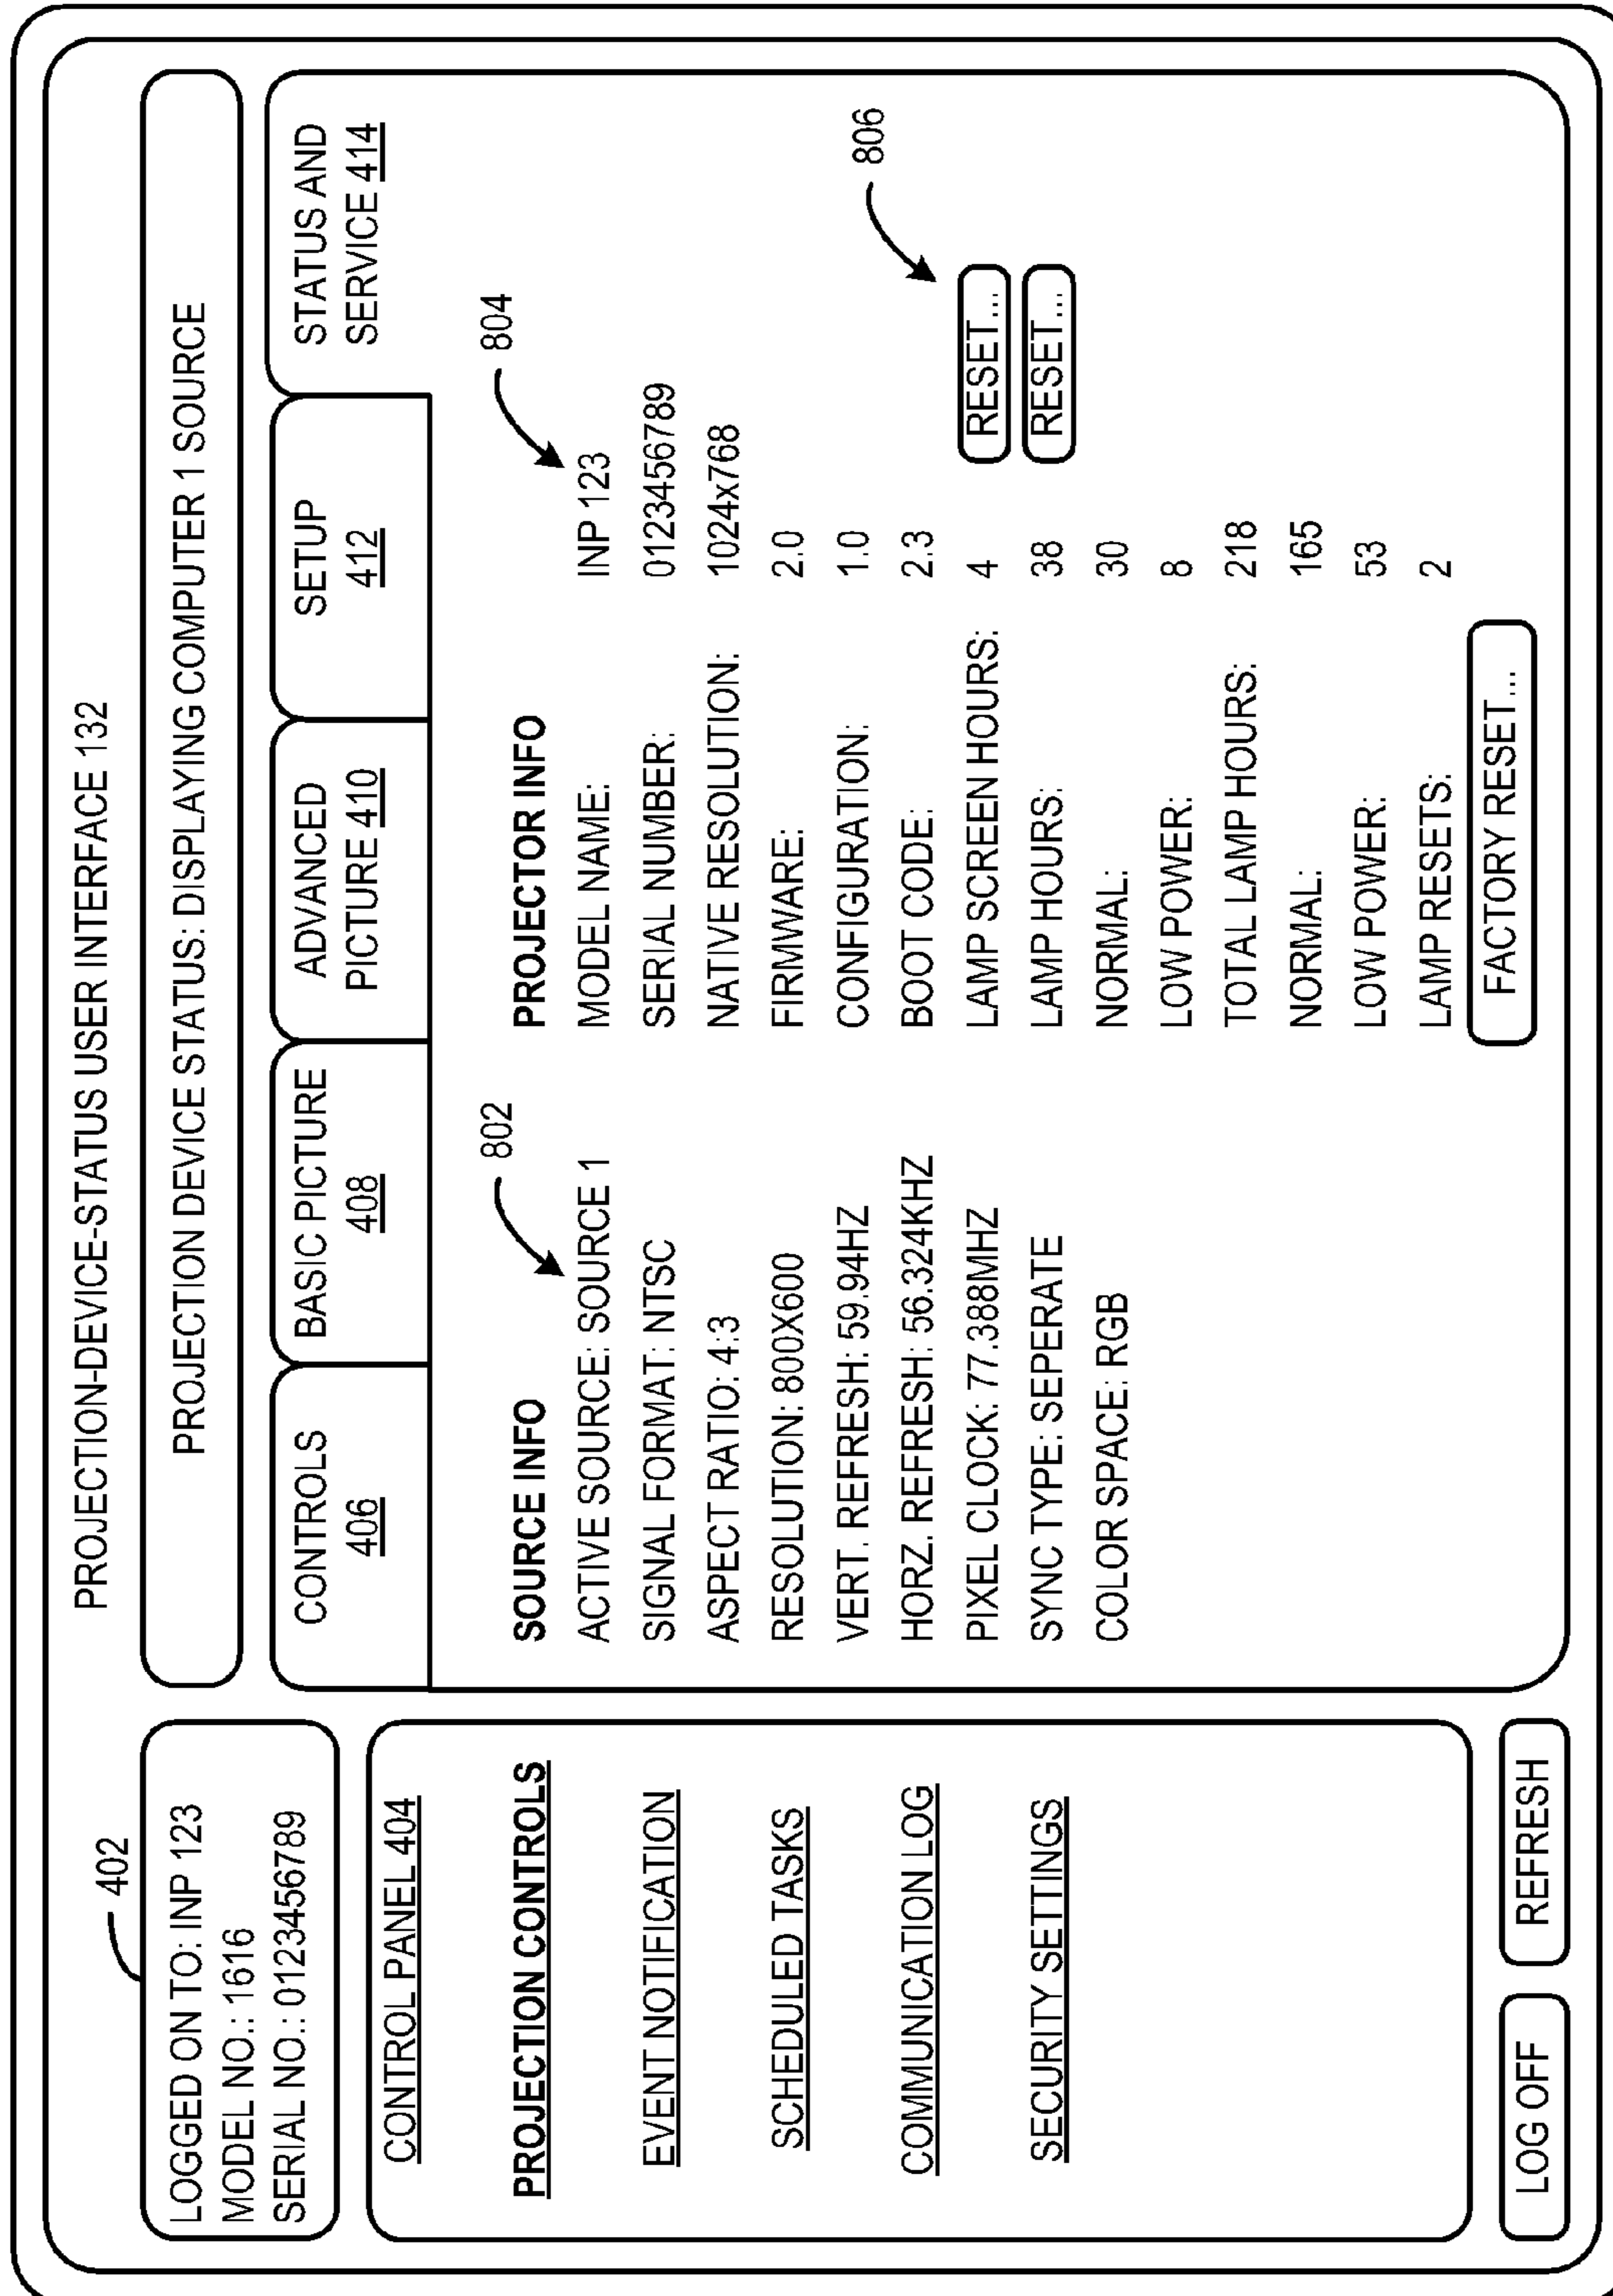 PROJECTION-DEVICE-STATUS USER INTERFACE 132
402
LOGGED ON TO: INP 123
MODEL NO.: 1616
SERIAL NO.: 0123456789
PROJECTION DEVICE STATUS: DISPLAYING COMPUTER 1 SOURCE
CONTROL PANEL 404
PROJECTION CONTROLS
EVENT NOTIFICATION
SCHEDULED TASKS
COMMUNICATION LOG
SECURITY SETTINGS
LOG OFF
REFRESH
CONTROLS
406
BASIC PICTURE
408
ADVANCED
PICTURE 410
SETUP
412
STATUS AND
SERVICE 414
802
SOURCE INFO
ACTIVE SOURCE: SOURCE 1
SIGNAL FORMAT: NTSC
ASPECT RATIO: 4:3
RESOLUTION: 800X600
VERT. REFRESH: 59.94HZ
HORZ. REFRESH: 56.324KHZ
PIXEL CLOCK: 77.388MHZ
SYNC TYPE: SEPERATE
COLOR SPACE: RGB
804
PROJECTOR INFO
MODEL NAME: INP 123
SERIAL NUMBER: 0123456789
NATIVE RESOLUTION: 1024x768
FIRMWARE: 2.0
CONFIGURATION: 1.0
BOOT CODE: 2.3
806
LAMP SCREEN HOURS: 4 RESET...
LAMP HOURS: 38 RESET...
NORMAL: 30
LOW POWER: 8
TOTAL LAMP HOURS: 218
NORMAL: 165
LOW POWER: 53
LAMP RESETS: 2
FACTORY RESET...